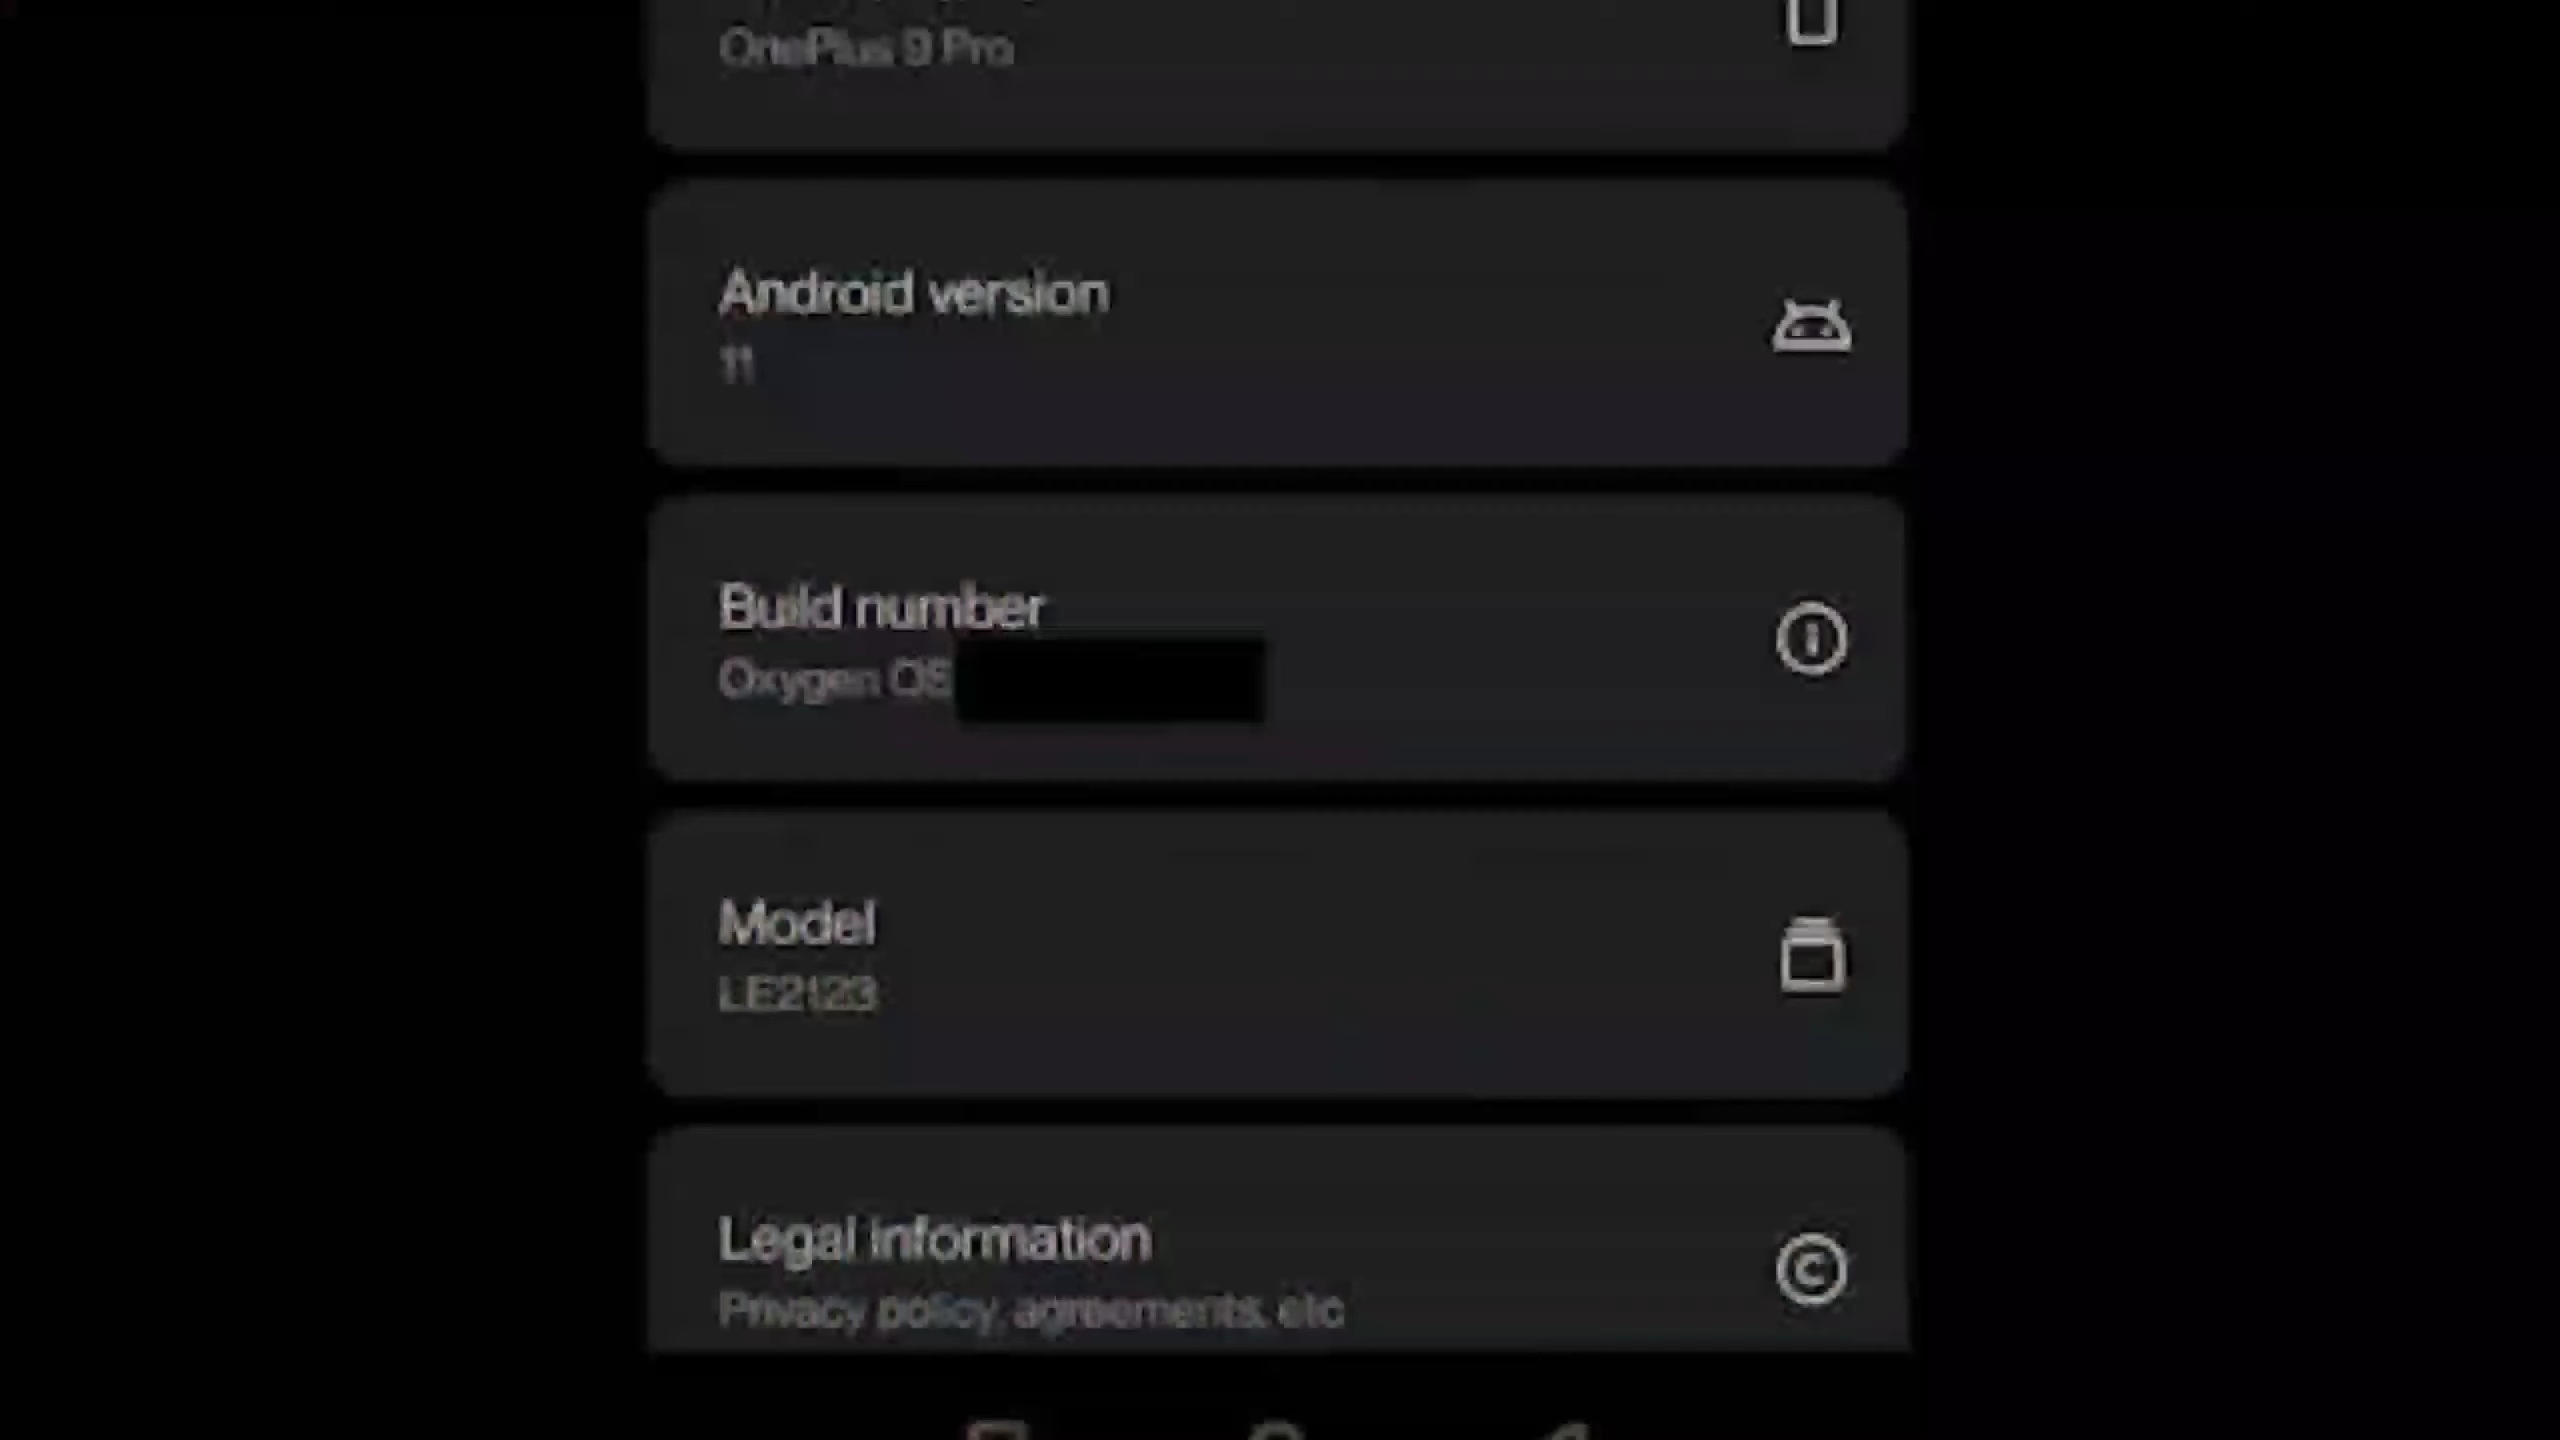 OnePlus 9 Pro
Android version
11
Build number
Oxygen OS
Model
LE2123
Legal information
Privacy policy, agreements, etc